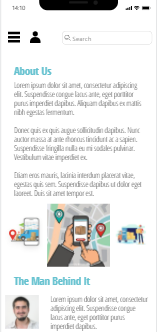 14:10
Search
About Us
Lorem ipsum dolor sit amet, consectetur adipiscing
elit. Suspendisse congue lacus ante, eget porttitor
purus imperdiet dapibus. Aliquam dapibus ex mattis
nibh egestas fermentum.
Donec quis ex quis augue sollicitudin dapibus. Nunc
auctor massa at ante rhoncus tincidunt at a sapien.
Suspendisse fringilla nulla eu mi sodales pulvinar.
Vestibulum vitae imperdiet ex.
Etiam eros mauris, lacinia interdum placerat vitae,
egestas quis sem. Suspendisse dapibus ut dolor eget
laoreet. Duis sit amet tempor est.
The Man Behind It
Lorem ipsum dolor sit amet, consectetur
adipiscing elit. Suspendisse congue
lacus ante, eget porttitor purus
imperdiet dapibus.